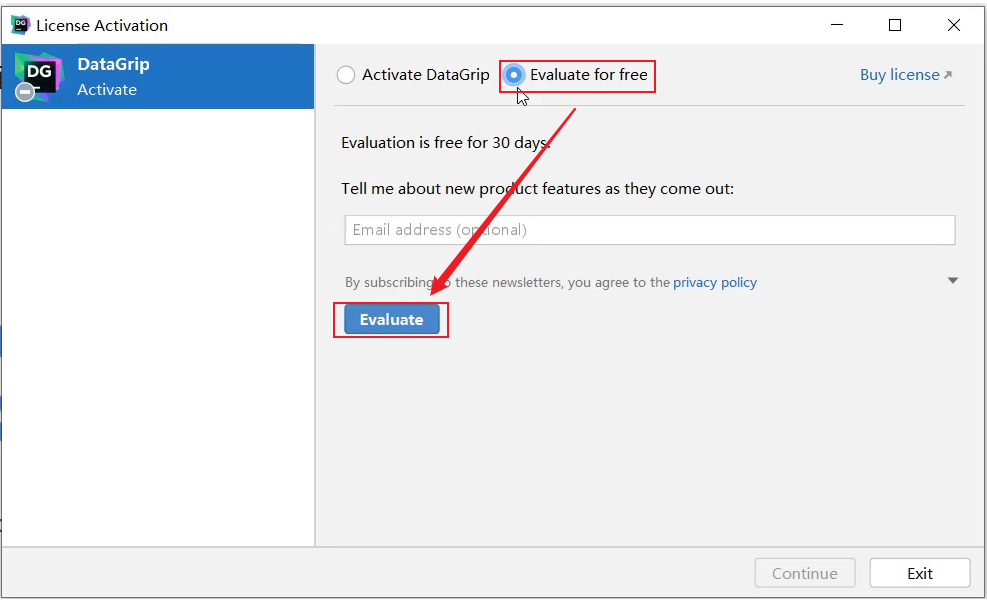 License Activation
DG
DataGrip
Activate
Activate DataGrip
Evaluate for free
Buy license
Evaluation is free for 30 days.
Tell me about new product features as they come out:
Email address (optional)
By subscribing to these newsletters, you agree to the privacy policy
Evaluate
Continue
Exit